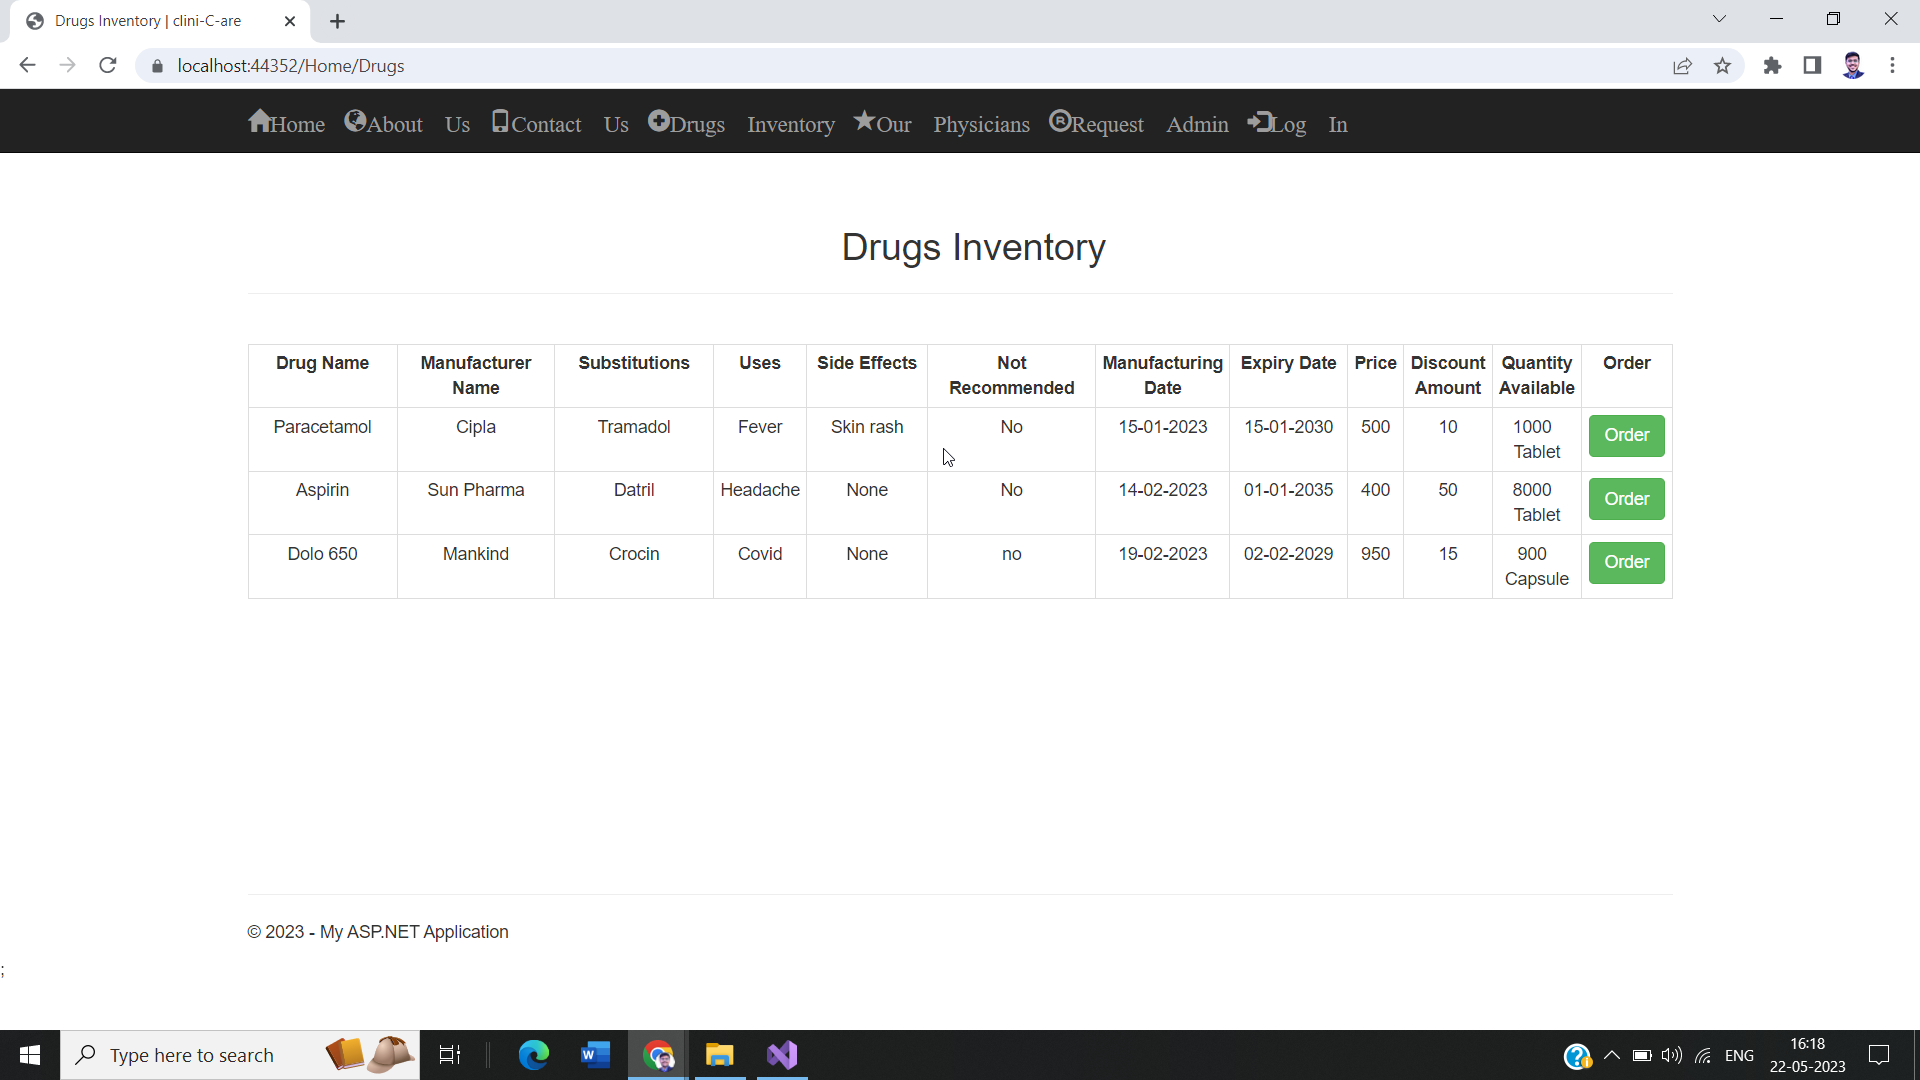 Drugs Inventory | clini-C-are
localhost:44352/Home/Drugs
Home About Us Contact Us Drugs Inventory Our Physicians Request Admin Log In
Drugs Inventory
Drug Name Manufacturer Name Substitutions Uses Side Effects Not Recommended Manufacturing Date Expiry Date Price Discount Amount Quantity Available Order
Paracetamol Cipla Tramadol Fever Skin rash No 15-01-2023 15-01-2030 500 10 1000 Tablet Order
Aspirin Sun Pharma Datril Headache None No 14-02-2023 01-01-2035 400 50 8000 Tablet Order
Dolo 650 Mankind Crocin Covid None no 19-02-2023 02-02-2029 950 15 900 Capsule Order
© 2023 - My ASP.NET Application
;
Type here to search
ENG
16:18
22-05-2023